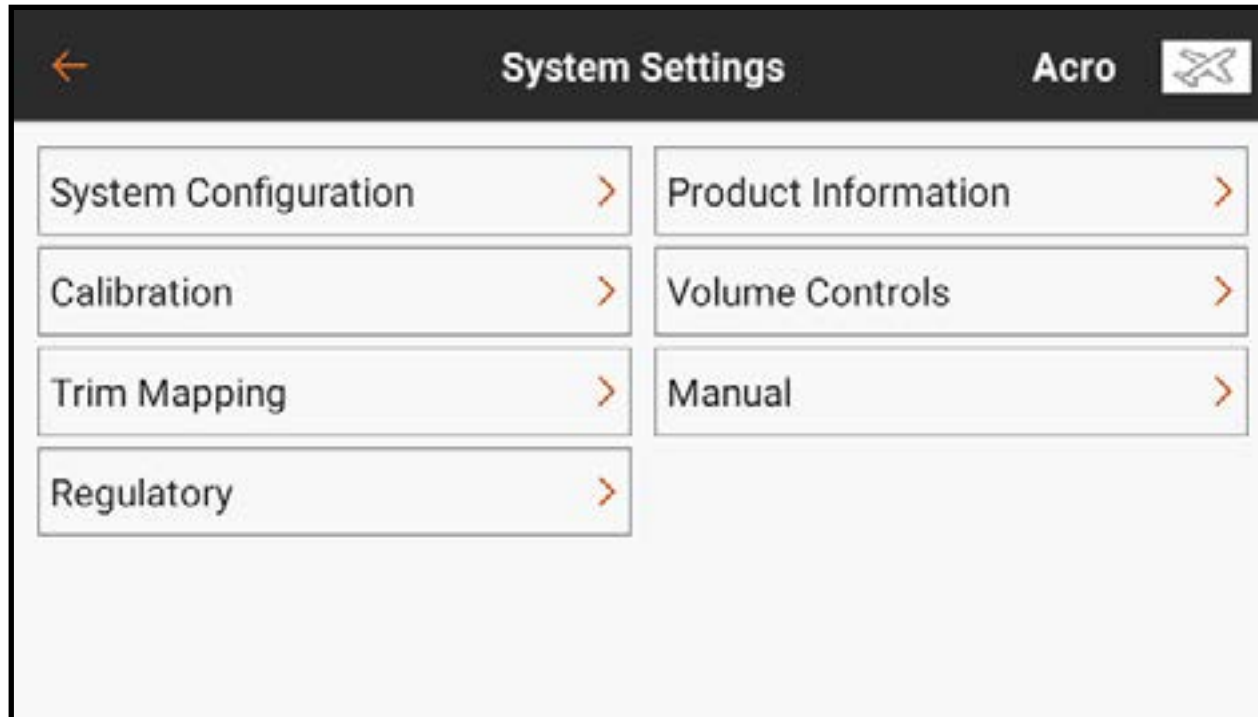 System Settings Acro
System Configuration
Product Information
Calibration
Volume Controls
Trim Mapping
Manual
Regulatory